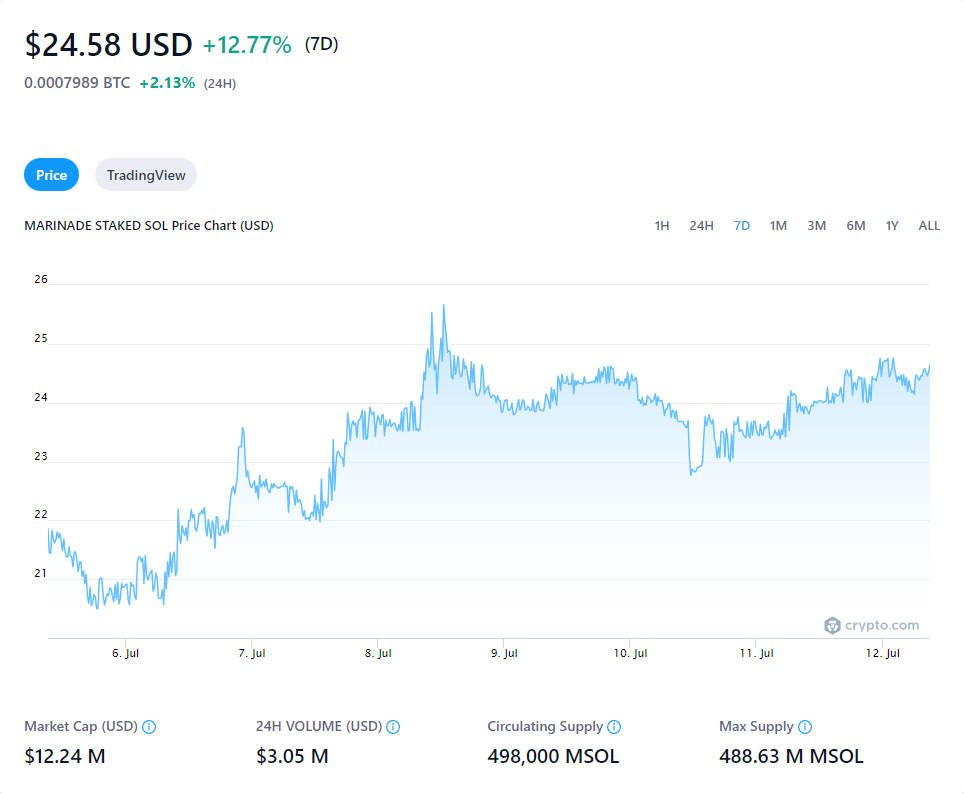 $24.58 USD +12.77% (7D)
0.0007989 BTC +2.13% (24H)
Price TradingView
MARINADE STAKED SOL Price Chart (USD) 1H 24H 7D 1M 3M 6M 1Y ALL
26
25
24
23
22
21
crypto.com
6. Jul 7. Jul 8. Jul 9. Jul 10. Jul 11. Jul 12. Jul
Market Cap (USD) 24H VOLUME (USD) Circulating Supply Max Supply
$12.24 M $3.05 M 498,000 MSOL 488.63 M MSOL